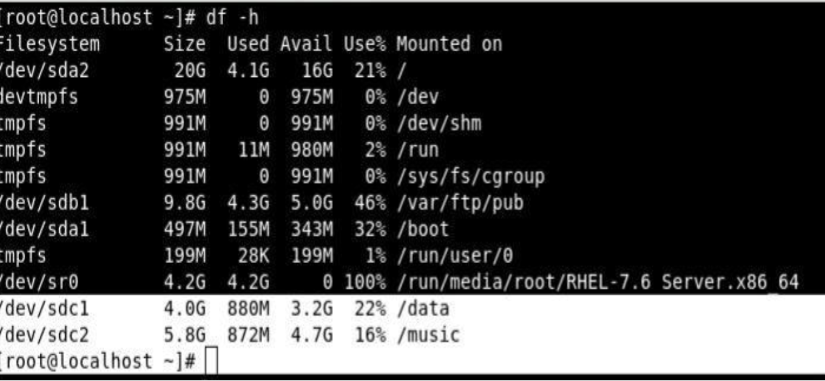 [root@localhost ~]# df -h
Filesystem Size Used Avail Use% Mounted on
/dev/sda2 20G 4.1G 16G 21% /
devtmpfs 975M 0 975M 0% /dev
tmpfs 991M 0 991M 0% /dev/shm
tmpfs 991M 11M 980M 2% /run
tmpfs 991M 0 991M 0% /sys/fs/cgroup
/dev/sdb1 9.8G 4.3G 5.0G 46% /var/ftp/pub
/dev/sda1 497M 155M 343M 32% /boot
tmpfs 199M 28K 199M 1% /run/user/0
/dev/sr0 4.2G 4.2G 0 100% /run/media/root/RHEL-7.6 Server.x86_64
/dev/sdc1 4.0G 880M 3.2G 22% /data
/dev/sdc2 5.8G 872M 4.7G 16% /music
[root@localhost ~]#